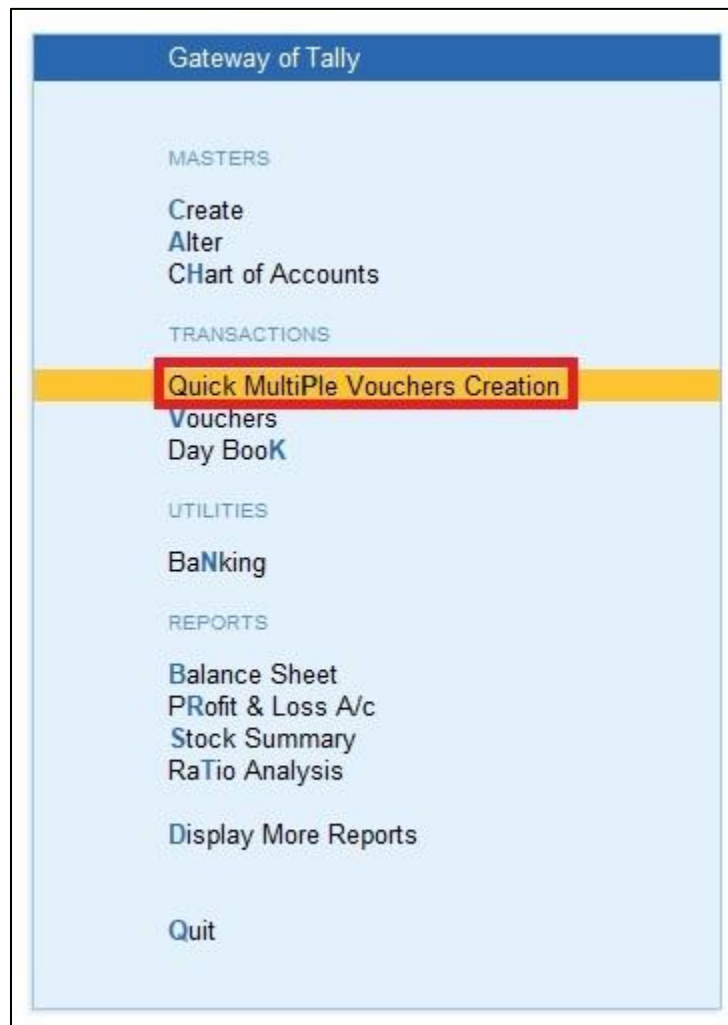 Gateway of Tally
MASTERS
Create
Alter
CHart of Accounts
TRANSACTIONS
Quick MultiPle Vouchers Creation
Vouchers
Day BooK
UTILITIES
BaNking
REPORTS
Balance Sheet
PRofit & Loss A/c
Stock Summary
RaTio Analysis
Display More Reports
Quit